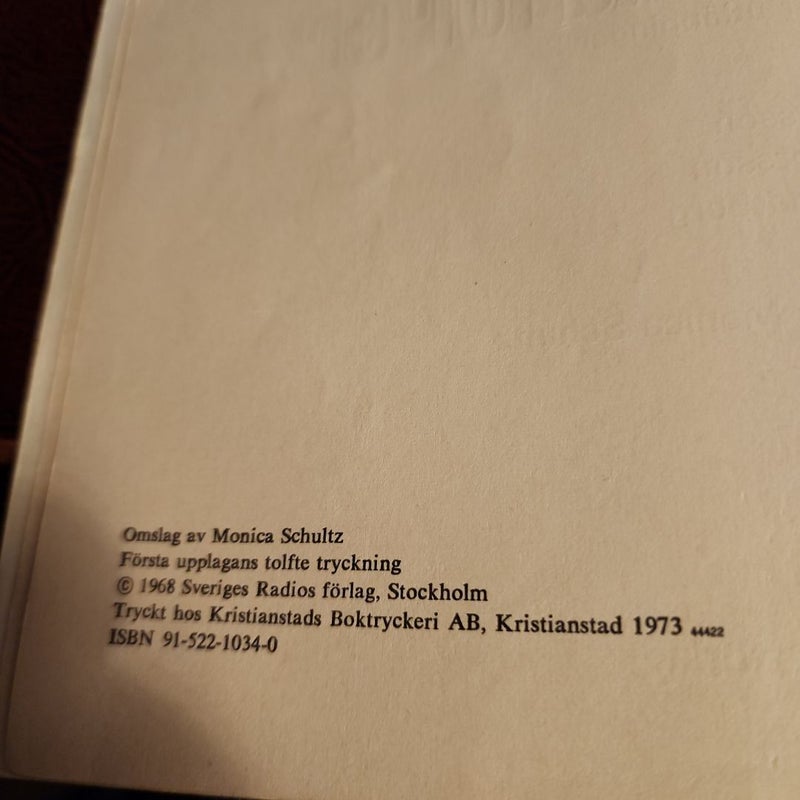 Omslag av Monica Schultz
Första upplagans tolfte tryckning
© 1968 Sveriges Radios förlag, Stockholm
Tryckt hos Kristianstads Boktryckeri AB, Kristianstad 1973 44422
ISBN 91-522-1034-0